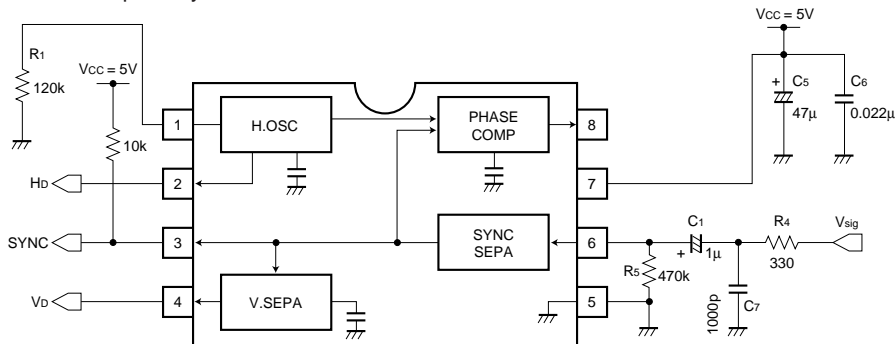 VCC = 5V
R1
120k
VCC = 5V
10k
C5
47μ
C6
0.022μ
1
H.OSC
PHASE
COMP
8
HD
2
7
SYNC
3
SYNC
SEPA
6
C1
1μ
R4
330
Vsig
R5
470k
C7
1000p
VD
4
V.SEPA
5